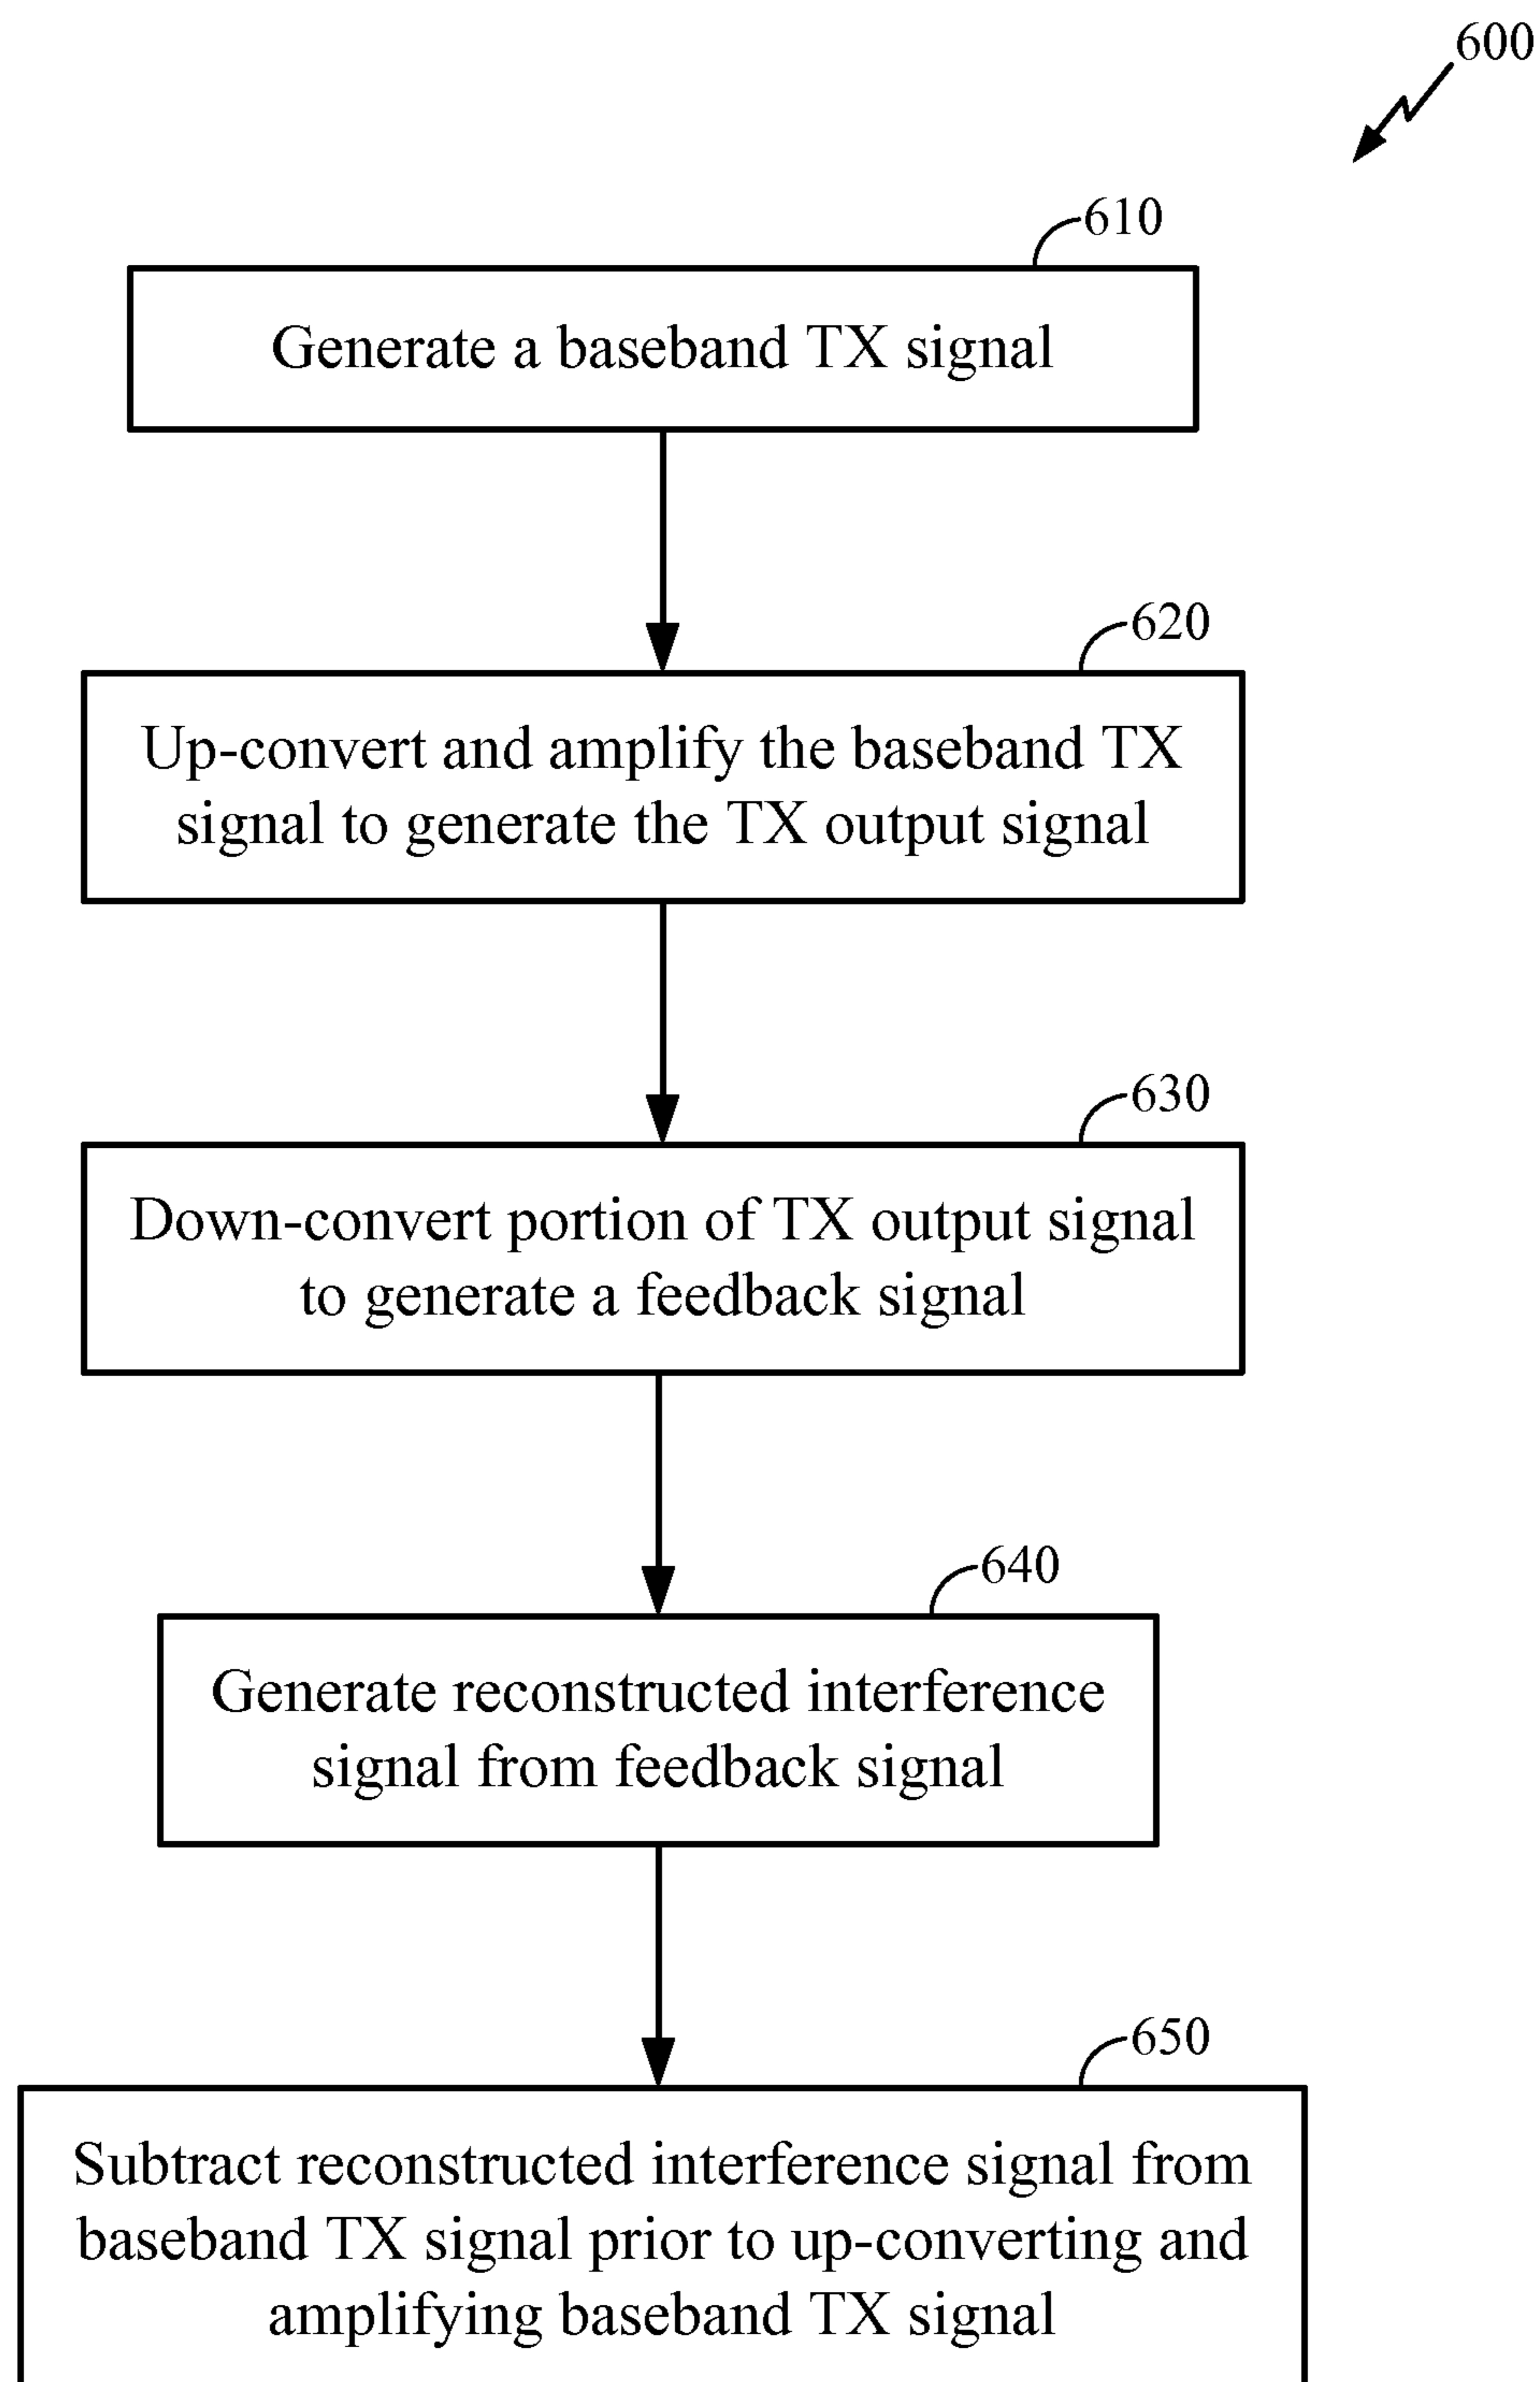 600
610
Generate a baseband TX signal
620
Up-convert and amplify the baseband TX
signal to generate the TX output signal
630
Down-convert portion of TX output signal
to generate a feedback signal
640
Generate reconstructed interference
signal from feedback signal
650
Subtract reconstructed interference signal from
baseband TX signal prior to up-converting and
amplifying baseband TX signal